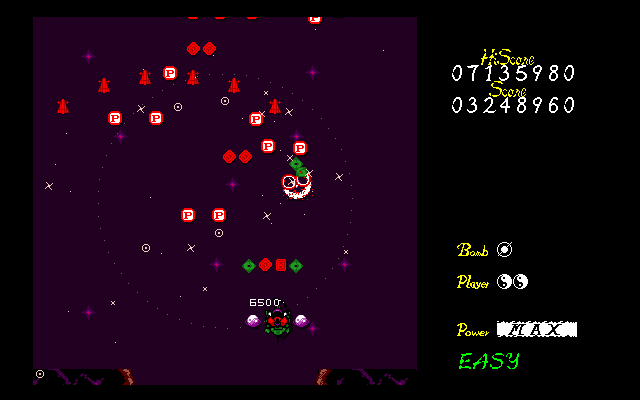 P
HiScore
07135980
Score
03248960
P
P
P
P
P
P
P
P
Bomb
Player
6500
Power MAX
EASY